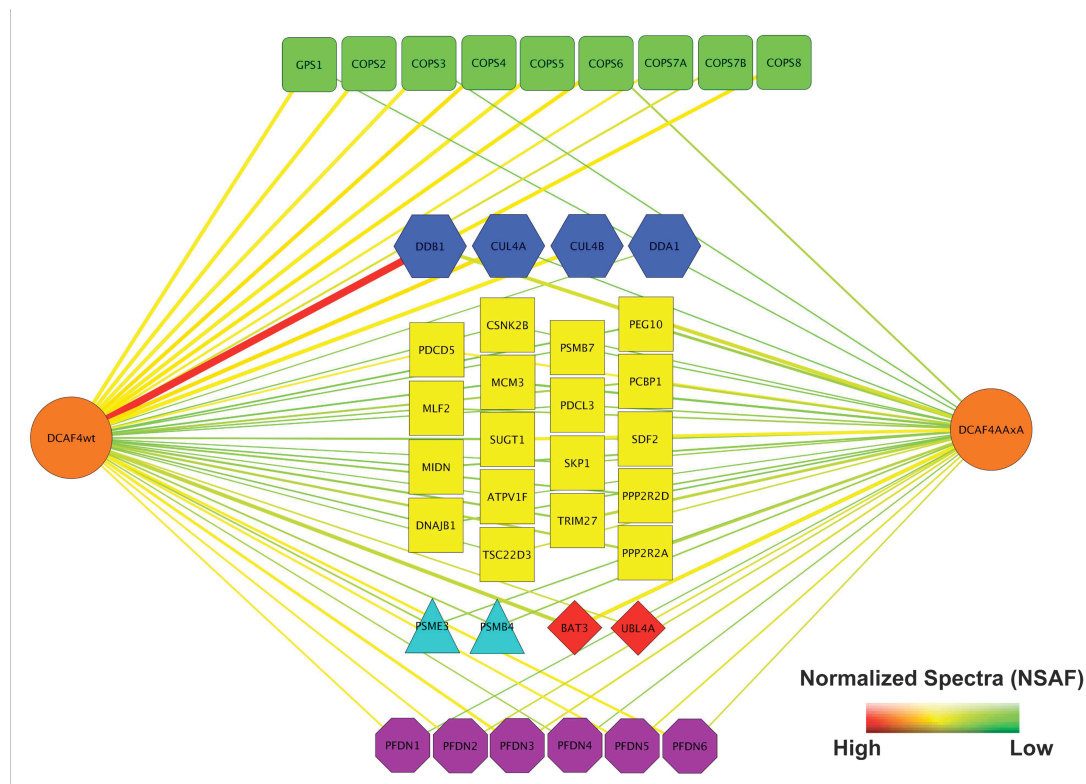 GPS1 COPS2 COPS3 COPS4 COPS5 COPS6 COPS7A COPS7B COPS8
DDB1 CUL4A CUL4B DDA1
CSNK2B PEG10
PDCD5 PSMB7
MCM3 PCBP1
MLF2 PDCL3
DCAF4wt DCAF4AAxA
SUGT1 SDF2
MIDN SKP1
ATPV1F PPP2R2D
DNAJB1 TRIM27
TSC22D3 PPP2R2A
PSME3 PSMB4 BAT3 UBL4A
Normalized Spectra (NSAF)
High Low
PFDN1 PFDN2 PFDN3 PFDN4 PFDN5 PFDN6